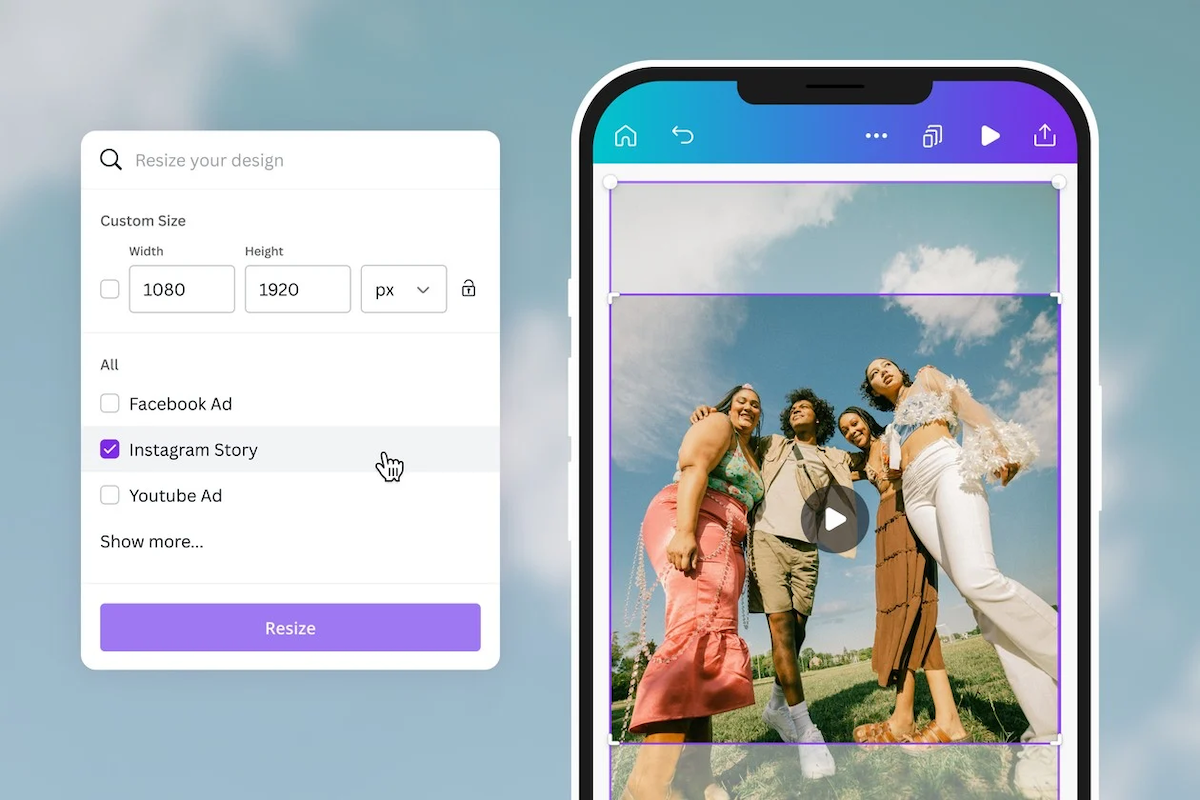 Resize your design
Custom Size
Width Height
1080 1920 px
All
Facebook Ad
Instagram Story
Youtube Ad
Show more...
Resize